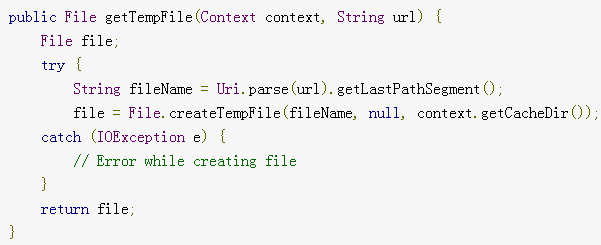 public File getTempFile(Context context, String url) {
    File file;
    try {
        String fileName = Uri.parse(url).getLastPathSegment();
        file = File.createTempFile(fileName, null, context.getCacheDir());
    catch (IOException e) {
        // Error while creating file
    }
    return file;
}